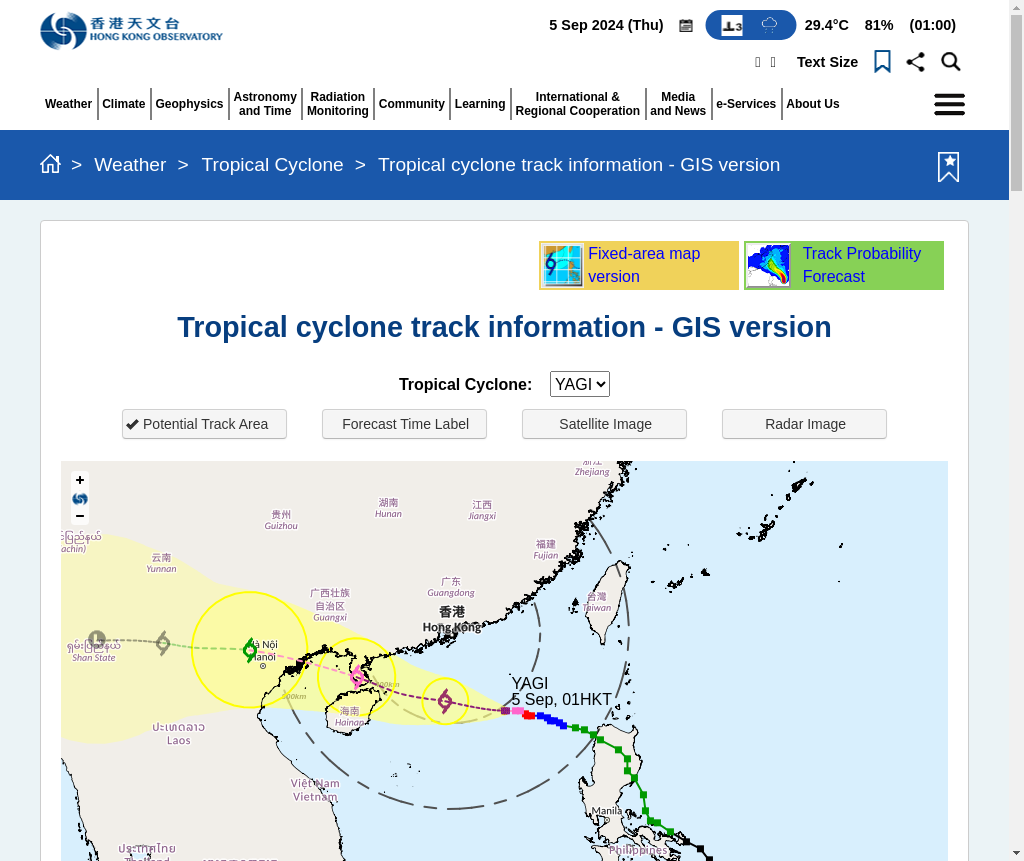 香港天文台
HONG KONG OBSERVATORY
5 Sep 2024 (Thu)
3
29.4°C
81%
(01:00)
Text Size
Weather
Climate
Geophysics
Astronomy
and Time
Radiation
Monitoring
Community
Learning
International &
Regional Cooperation
Media
and News
e-Services
About Us
> Weather > Tropical Cyclone > Tropical cyclone track information - GIS version
Fixed-area map
version
Track Probability
Forecast
Tropical cyclone track information - GIS version
Tropical Cyclone:
YAGI
Potential Track Area
Forecast Time Label
Satellite Image
Radar Image
+
−
浙江
Zhejiang
湖南
Hunan
江西
Jiangxi
贵州
Guizhou
云南
Yunnan
福建
Fujian
广西壮族
自治区
Guangxi
广东
Guangdong
香港
Hong Kong
台灣
Taiwan
L
ရှမ်းပြည်နယ်
Shan State
Hà Nội
Hanoi
海南
Hainan
YAGI
5 Sep, 01HKT
ປະເທດລາວ
Laos
Việt Nam
Vietnam
Manila
Philippines
ประเทศไทย
Thailand